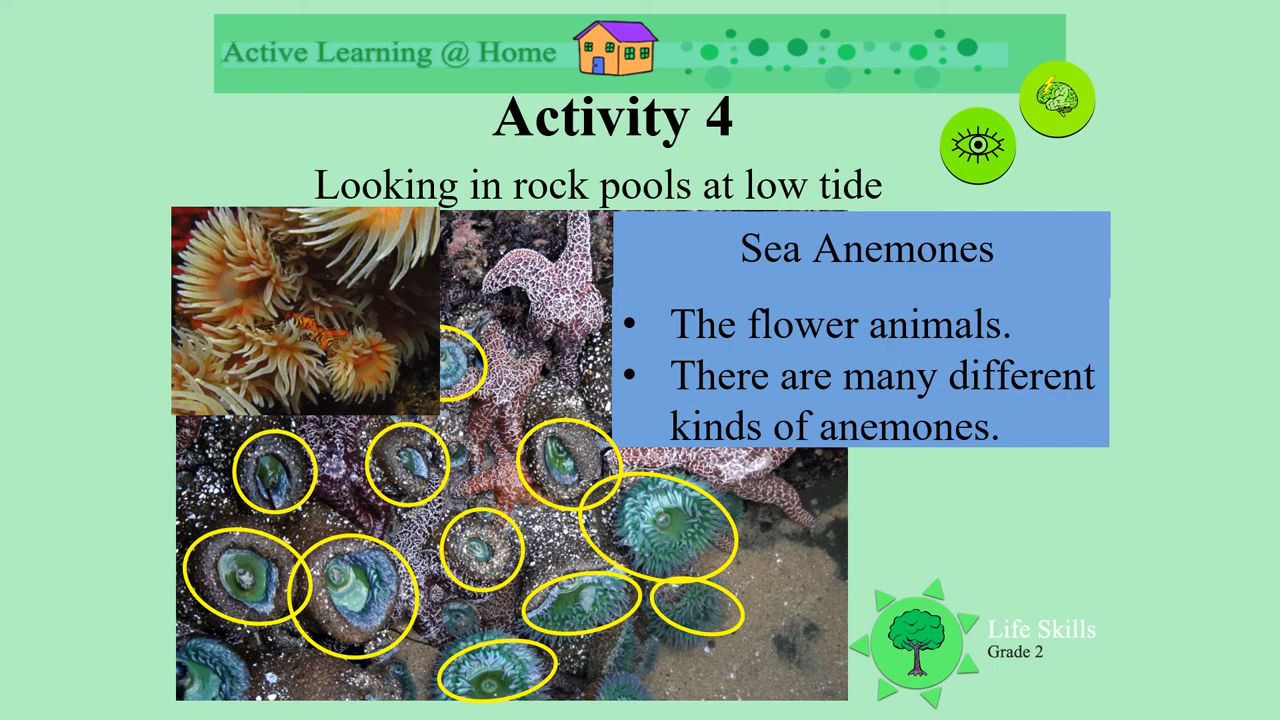 Active Learning @ Home
Activity 4
Looking in rock pools at low tide
Sea Anemones
• The flower animals.
• There are many different
kinds of anemones.
Life Skills
Grade 2